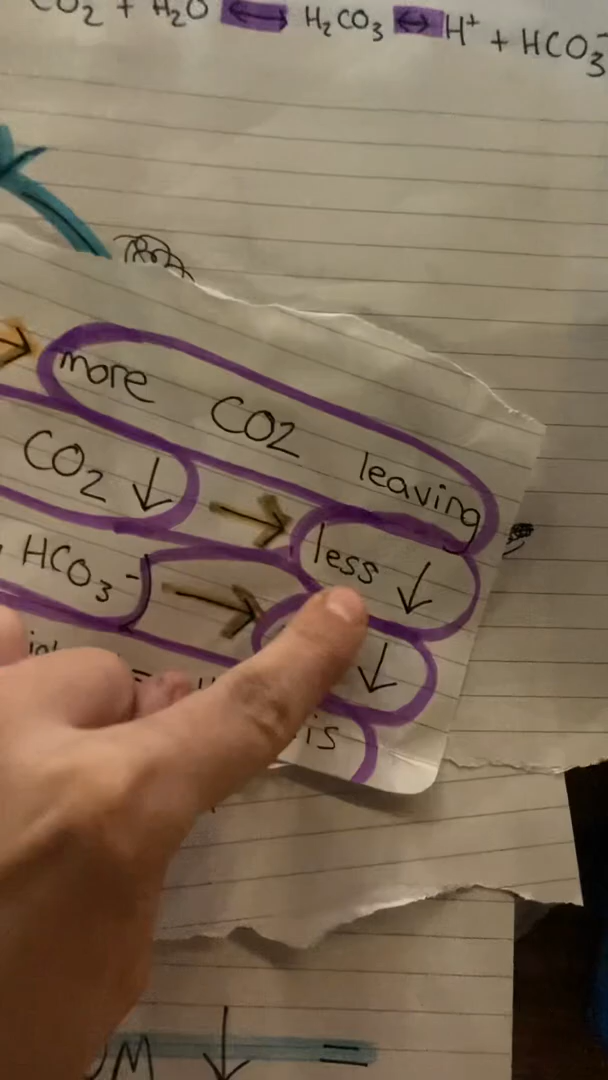 CO₂ + H₂O ↔ H₂CO₃ ↔ H⁺ + HCO₃⁻
→ more CO2 leaving
CO₂ ↓ → less ↓
, HCO₃⁻ → ↓
=
is
↓ =